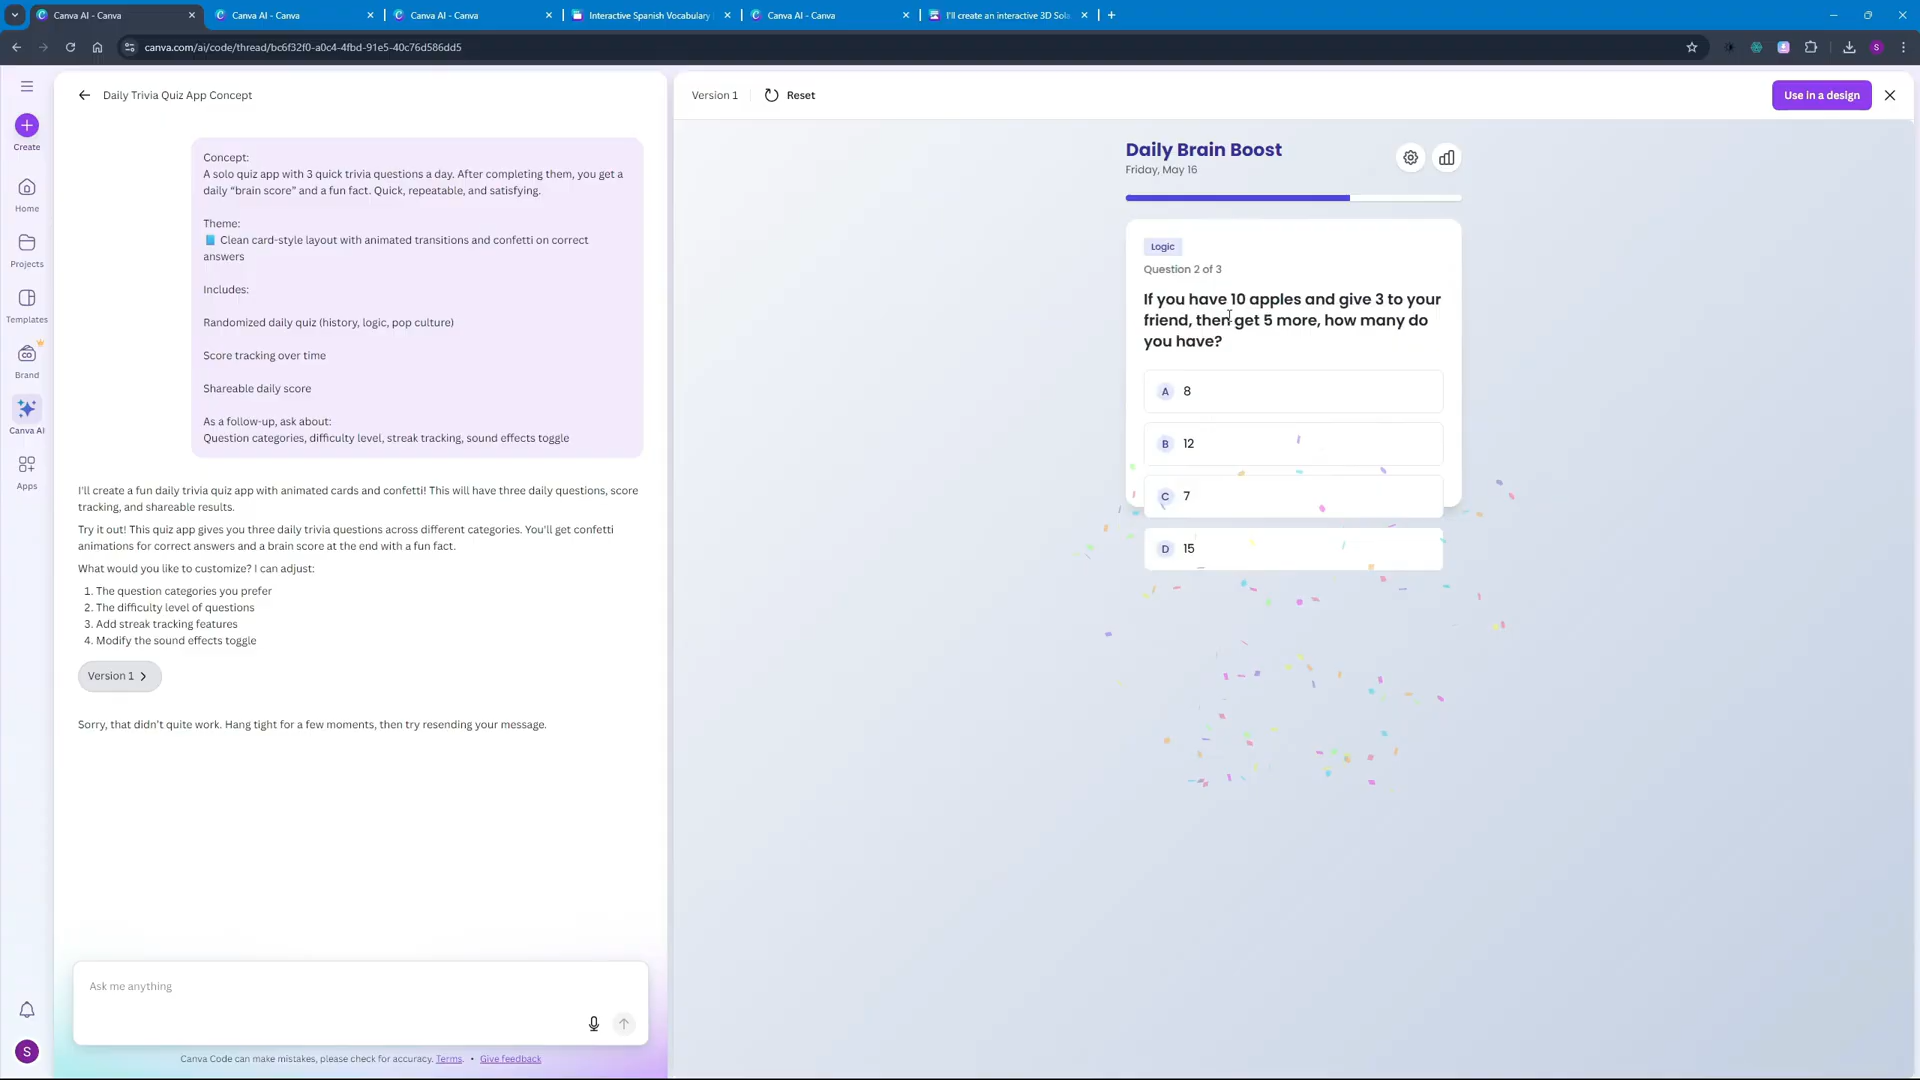 Canva AI - Canva
Canva AI - Canva
Canva AI - Canva
Interactive Spanish Vocabulary
Canva AI - Canva
I'll create an interactive 3D Sola
canva.com/ai/code/thread/bc6f32f0-a0c4-4fbd-91e5-40c76d586dd5
S
Create
Home
Projects
Templates
Brand
Canva AI
Apps
S
Daily Trivia Quiz App Concept
Concept:
A solo quiz app with 3 quick trivia questions a day. After completing them, you get a
daily “brain score” and a fun fact. Quick, repeatable, and satisfying.
Theme:
📘 Clean card-style layout with animated transitions and confetti on correct
answers
Includes:
Randomized daily quiz (history, logic, pop culture)
Score tracking over time
Shareable daily score
As a follow-up, ask about:
Question categories, difficulty level, streak tracking, sound effects toggle
I'll create a fun daily trivia quiz app with animated cards and confetti! This will have three daily questions, score
tracking, and shareable results.
Try it out! This quiz app gives you three daily trivia questions across different categories. You'll get confetti
animations for correct answers and a brain score at the end with a fun fact.
What would you like to customize? I can adjust:
1. The question categories you prefer
2. The difficulty level of questions
3. Add streak tracking features
4. Modify the sound effects toggle
Version 1
Sorry, that didn't quite work. Hang tight for a few moments, then try resending your message.
Ask me anything
Canva Code can make mistakes, please check for accuracy. Terms. • Give feedback
Version 1
Reset
Use in a design
Daily Brain Boost
Friday, May 16
Logic
Question 2 of 3
If you have 10 apples and give 3 to your
friend, then get 5 more, how many do
you have?
A 8
B 12
C 7
D 15